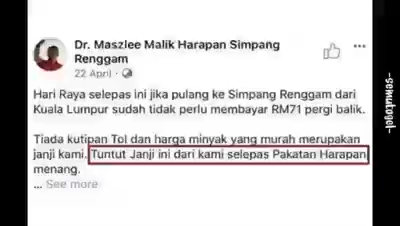 Dr. Maszlee Malik Harapan Simpang
Renggam
22 April ·
Hari Raya selepas ini jika pulang ke Simpang Renggam dari
Kuala Lumpur sudah tidak perlu membayar RM71 pergi balik.
Tiada kutipan Tol dan harga minyak yang murah merupakan
janji kami. Tuntut Janji ini dari kami selepas Pakatan Harapan
menang.
... See more
-semutogel-